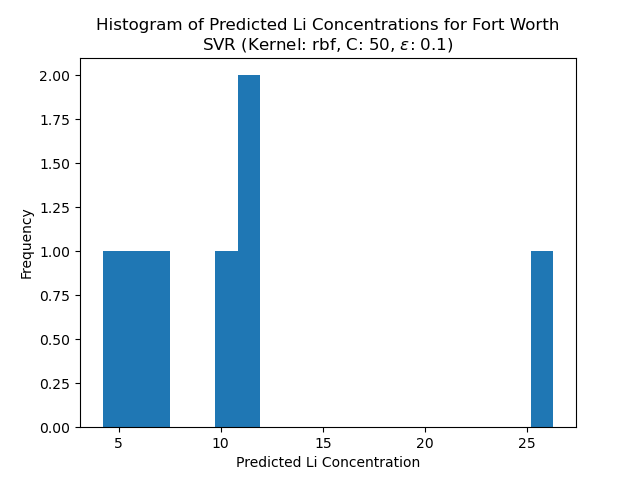 Histogram of Predicted Li Concentrations for Fort Worth
SVR (Kernel: rbf, C: 50, ε: 0.1)
2.00
1.75
1.50
1.25
1.00
0.75
0.50
0.25
0.00
Frequency
5 10 15 20 25
Predicted Li Concentration